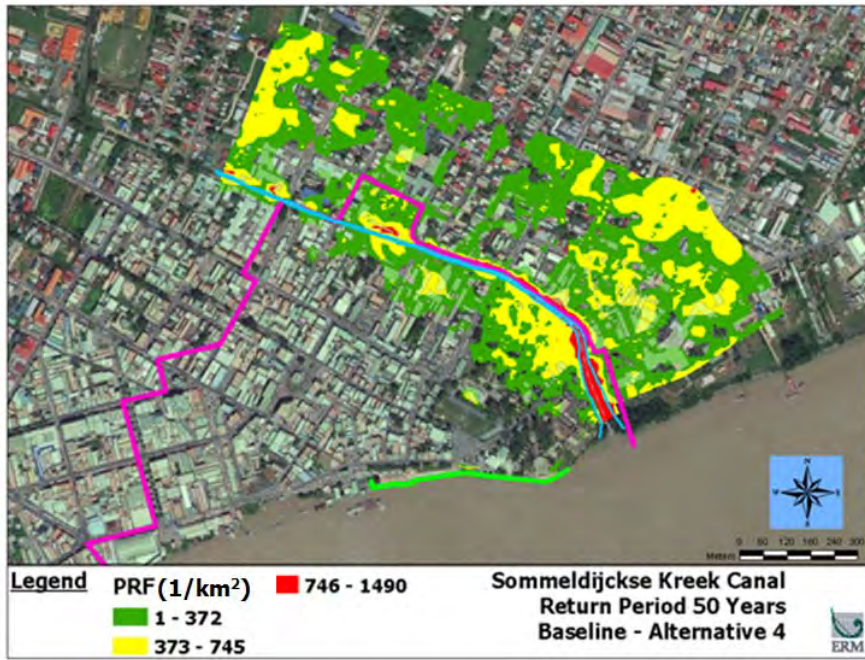 N
W
E
S
Meters
0 60 120 180 240 300
Legend
PRF(1/km²)
1 - 372
373 - 745
746 - 1490
Sommeldijckse Kreek Canal
Return Period 50 Years
Baseline - Alternative 4
ERM